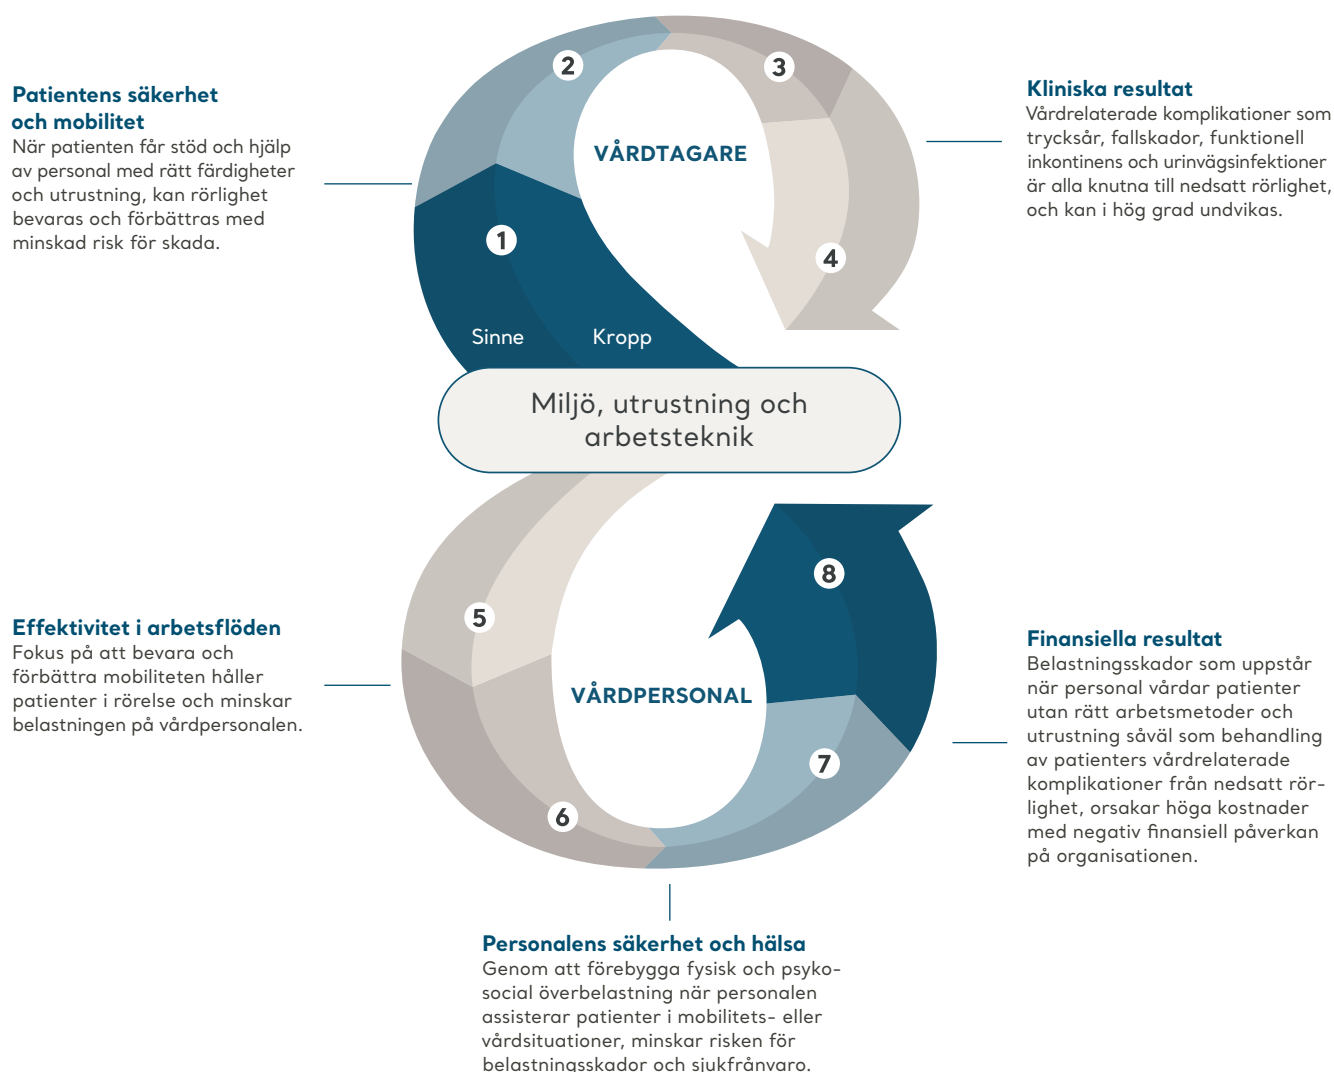 Patientens säkerhet
och mobilitet
När patienten får stöd och hjälp
av personal med rätt färdigheter
och utrustning, kan rörlighet
bevaras och förbättras med
minskad risk för skada.
2
3
VÅRDTAGARE
1
4
Sinne
Kropp
Kliniska resultat
Vårdrelaterade komplikationer som
trycksår, fallskador, funktionell
inkontinens och urinvägsinfektioner
är alla knutna till nedsatt rörlighet,
och kan i hög grad undvikas.
Miljö, utrustning och
arbetsteknik
Effektivitet i arbetsflöden
Fokus på att bevara och
förbättra mobiliteten håller
patienter i rörelse och minskar
belastningen på vårdpersonalen.
8
5
VÅRDPERSONAL
7
6
Finansiella resultat
Belastningsskador som uppstår
när personal vårdar patienter
utan rätt arbetsmetoder och
utrustning såväl som behandling
av patienters vårdrelaterade
komplikationer från nedsatt rör-
lighet, orsakar höga kostnader
med negativ finansiell påverkan
på organisationen.
Personalens säkerhet och hälsa
Genom att förebygga fysisk och psyko-
social överbelastning när personalen
assisterar patienter i mobilitets- eller
vårdsituationer, minskar risken för
belastningsskador och sjukfrånvaro.